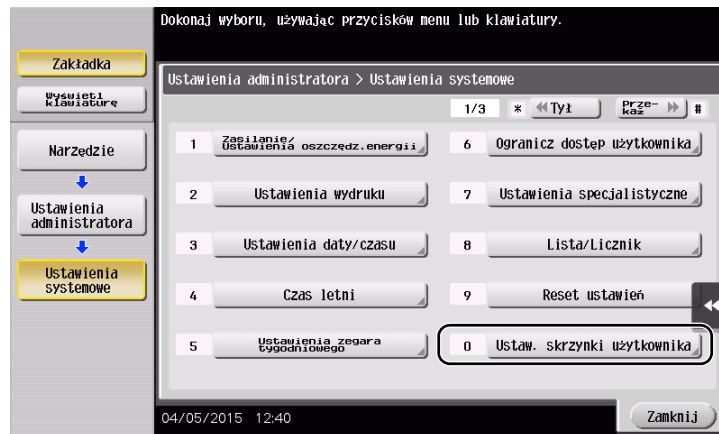 Dokonaj wyboru, używając przycisków menu lub klawiatury.
Zakładka
Wyświetl
klawiaturę
Ustawienia administratora > Ustawienia systemowe
1/3 * Tył Prze-
każ #
Narzędzie
Ustawienia
administratora
Ustawienia
systemowe
1 Zasilanie/
Ustawienia oszczędz.energii
6 Ogranicz dostęp użytkownika
2 Ustawienia wydruku
7 Ustawienia specjalistyczne
3 Ustawienia daty/czasu
8 Lista/Licznik
4 Czas letni
9 Reset ustawień
5 Ustawienia zegara
tygodniowego
0 Ustaw. skrzynki użytkownika
04/05/2015 12:40
Zamknij